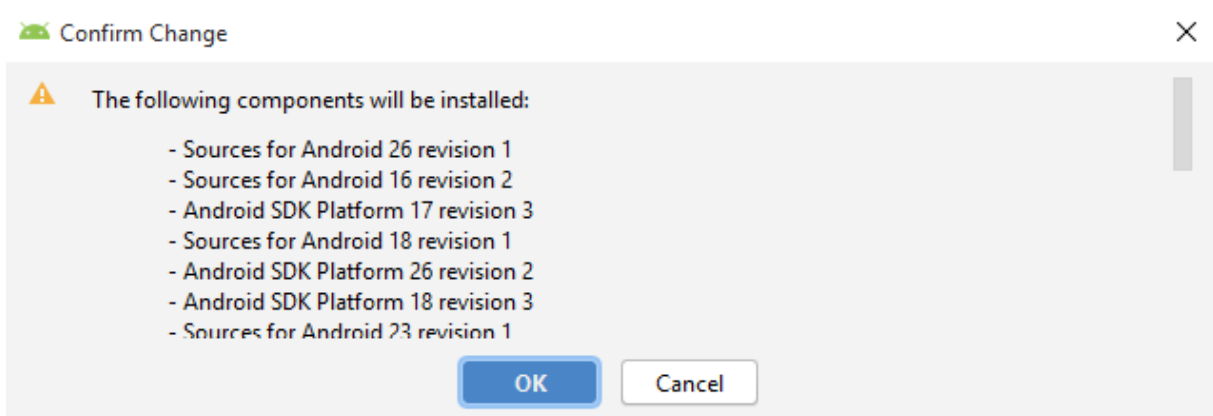 Confirm Change
The following components will be installed:
- Sources for Android 26 revision 1
- Sources for Android 16 revision 2
- Android SDK Platform 17 revision 3
- Sources for Android 18 revision 1
- Android SDK Platform 26 revision 2
- Android SDK Platform 18 revision 3
- Sources for Android 23 revision 1
OK
Cancel